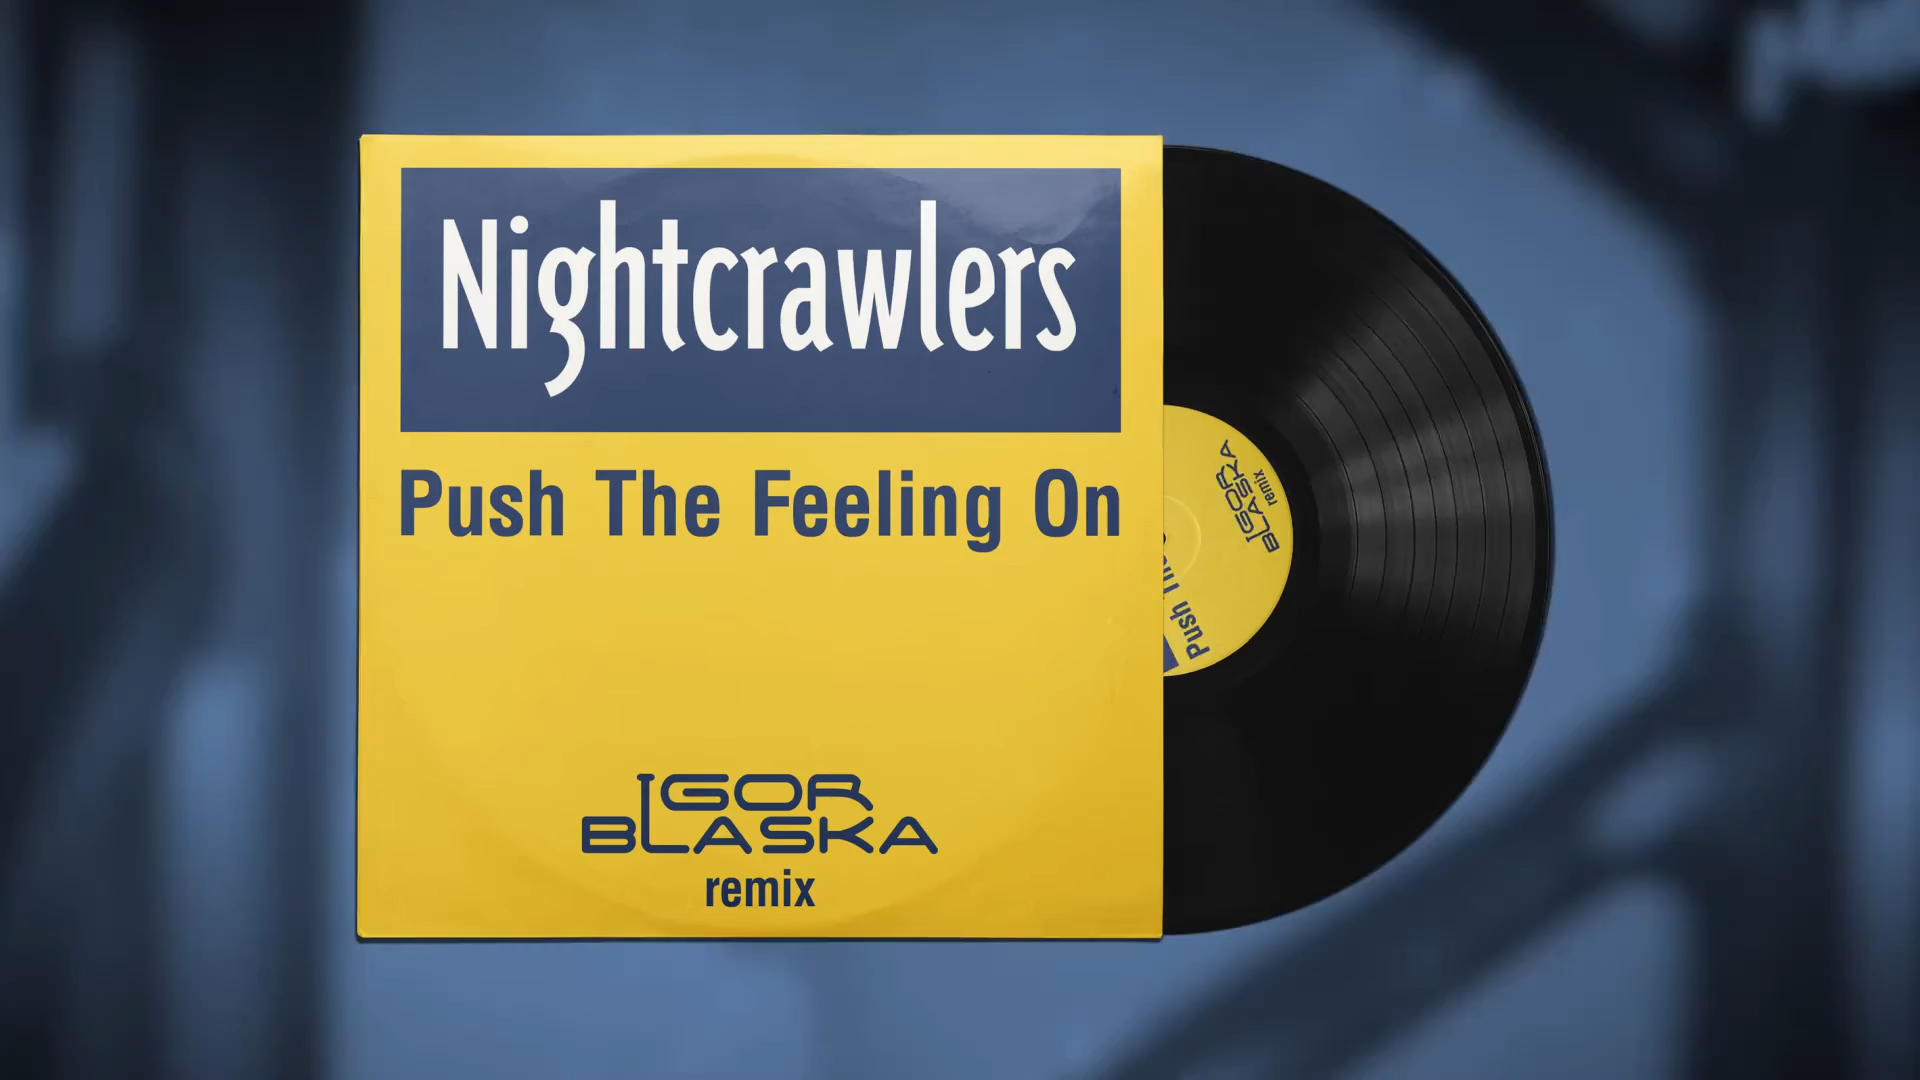 Nightcrawlers
Push The Feeling On
IGOR
BLASKA
remix
IGOR
BLASKA
remix
Push